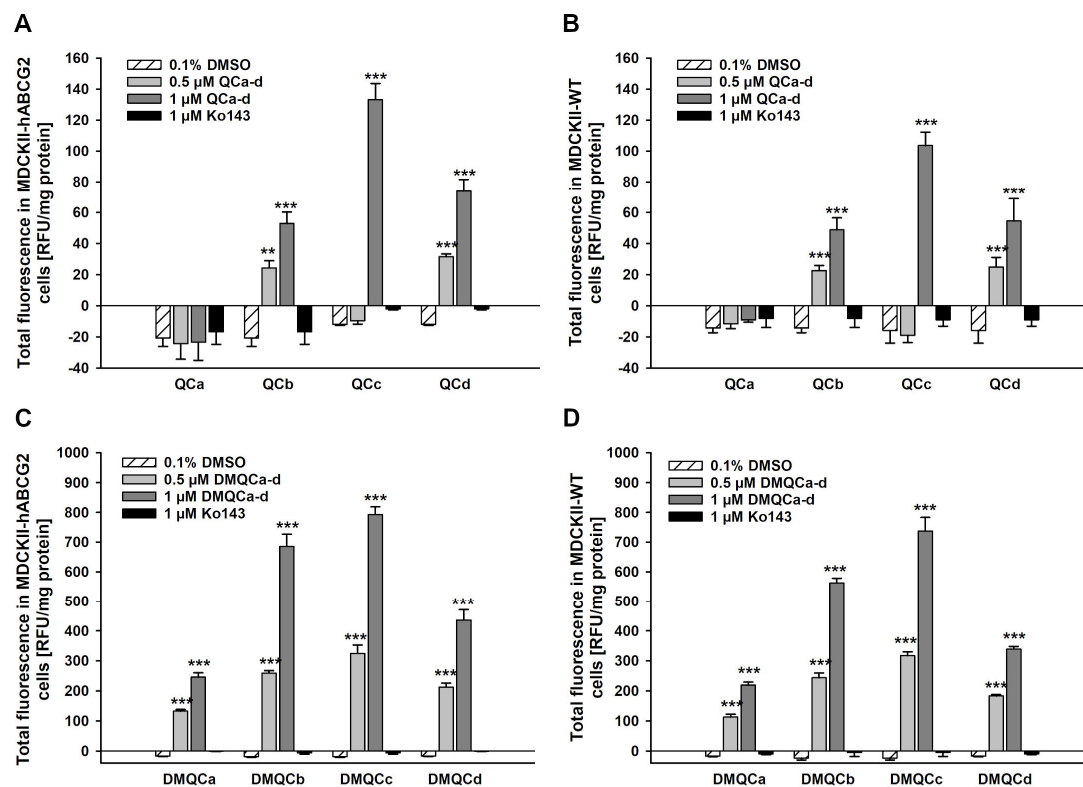 A
Total fluorescence in MDCKII-hABCG2
cells [RFU/mg protein]
160
140
120
100
80
60
40
20
0
-20
-40
0.1% DMSO
0.5 µM QCa-d
1 µM QCa-d
1 µM Ko143
**
***
***
***
***
QCa QCb QCc QCd
B
Total fluorescence in MDCKII-WT
cells [RFU/mg protein]
160
140
120
100
80
60
40
20
0
-20
-40
0.1% DMSO
0.5 µM QCa-d
1 µM QCa-d
1 µM Ko143
***
***
***
***
***
QCa QCb QCc QCd
C
Total fluorescence in MDCKII-hABCG2
cells [RFU/mg protein]
1000
900
800
700
600
500
400
300
200
100
0
0.1% DMSO
0.5 µM DMQCa-d
1 µM DMQCa-d
1 µM Ko143
***
***
***
***
***
***
***
***
DMQCa DMQCb DMQCc DMQCd
D
Total fluorescence in MDCKII-WT
cells [RFU/mg protein]
1000
900
800
700
600
500
400
300
200
100
0
0.1% DMSO
0.5 µM DMQCa-d
1 µM DMQCa-d
1 µM Ko143
***
***
***
***
***
***
***
***
DMQCa DMQCb DMQCc DMQCd